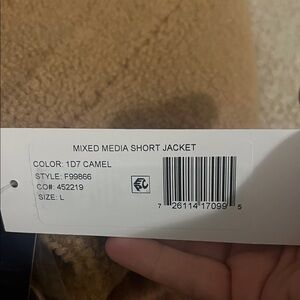 MIXED MEDIA SHORT JACKET
COLOR: 1D7 CAMEL
STYLE: F99866
CO#: 452219
SIZE: L
7 26114 17099 5